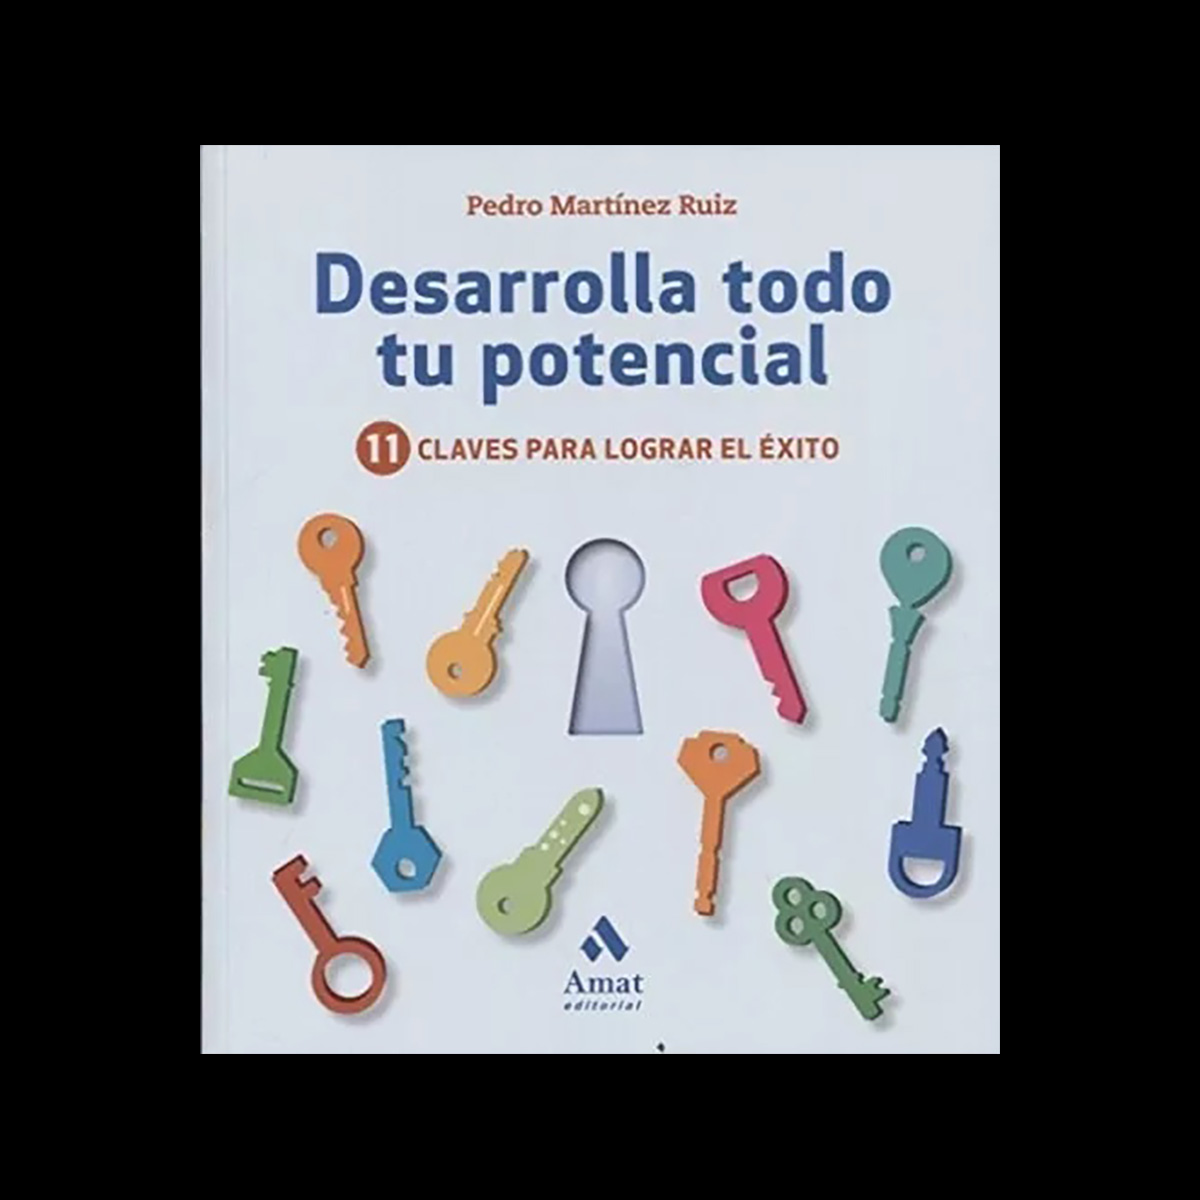 Pedro Martínez Ruiz
Desarrolla todo
tu potencial
11 CLAVES PARA LOGRAR EL ÉXITO
Amat
editorial